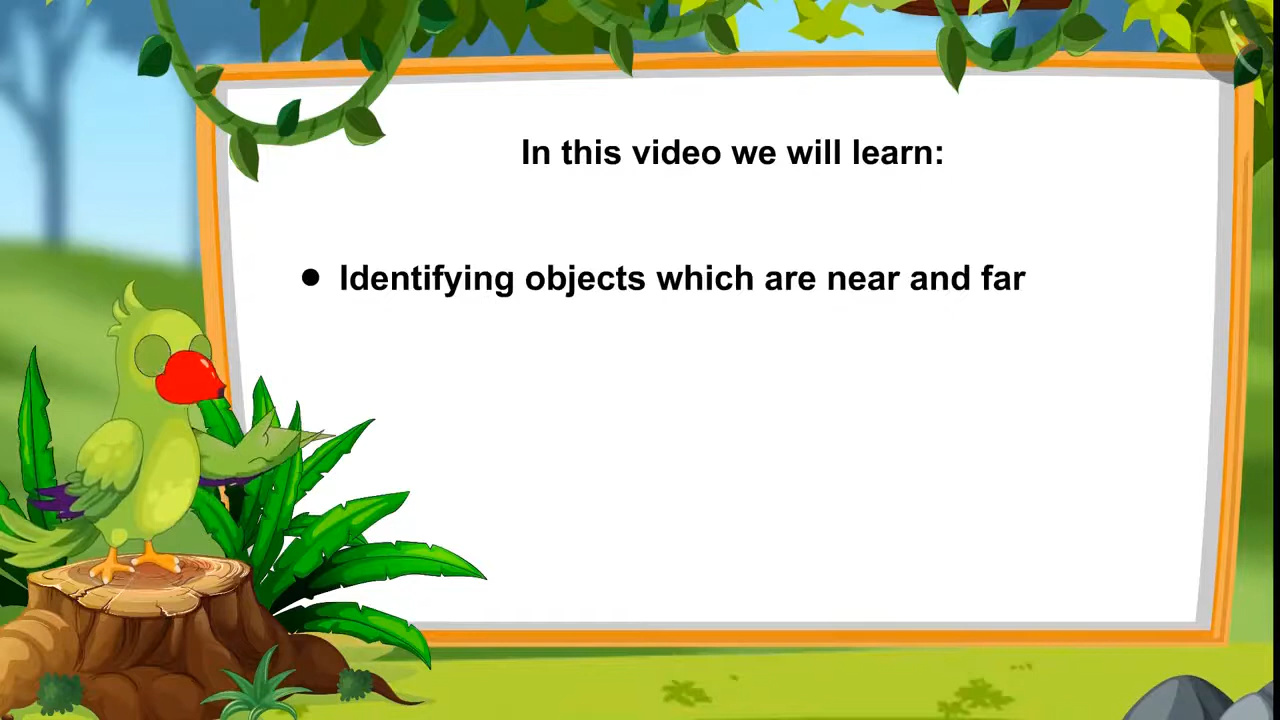 In this video we will learn:
● Identifying objects which are near and far